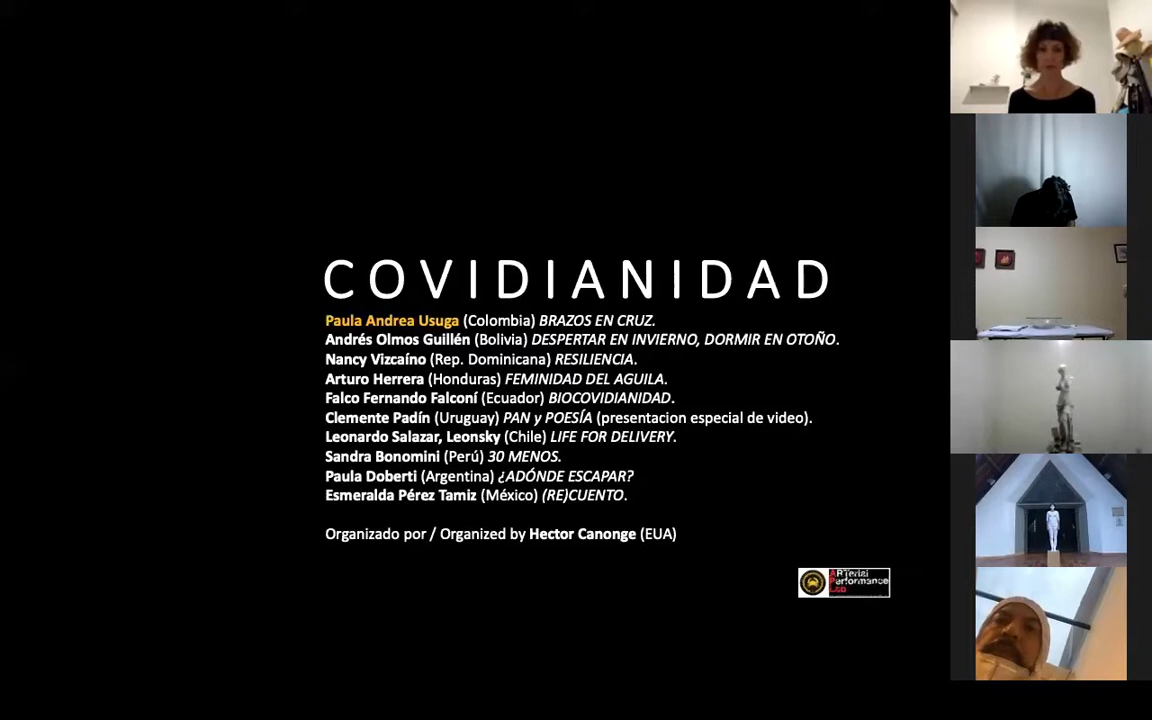 COVIDIANIDAD
Paula Andrea Usuga (Colombia) BRAZOS EN CRUZ.
Andrés Olmos Guillén (Bolivia) DESPERTAR EN INVIERNO, DORMIR EN OTOÑO.
Nancy Vizcaíno (Rep. Dominicana) RESILIENCIA.
Arturo Herrera (Honduras) FEMINIDAD DEL AGUILA.
Falco Fernando Falconí (Ecuador) BIOCOVIDIANIDAD.
Clemente Padín (Uruguay) PAN y POESÍA (presentacion especial de video).
Leonardo Salazar, Leonsky (Chile) LIFE FOR DELIVERY.
Sandra Bonomini (Perú) 30 MENOS.
Paula Doberti (Argentina) ¿ADÓNDE ESCAPAR?
Esmeralda Pérez Tamiz (México) (RE)CUENTO.
Organizado por / Organized by Hector Canonge (EUA)
ARTerial
Performance
Lab